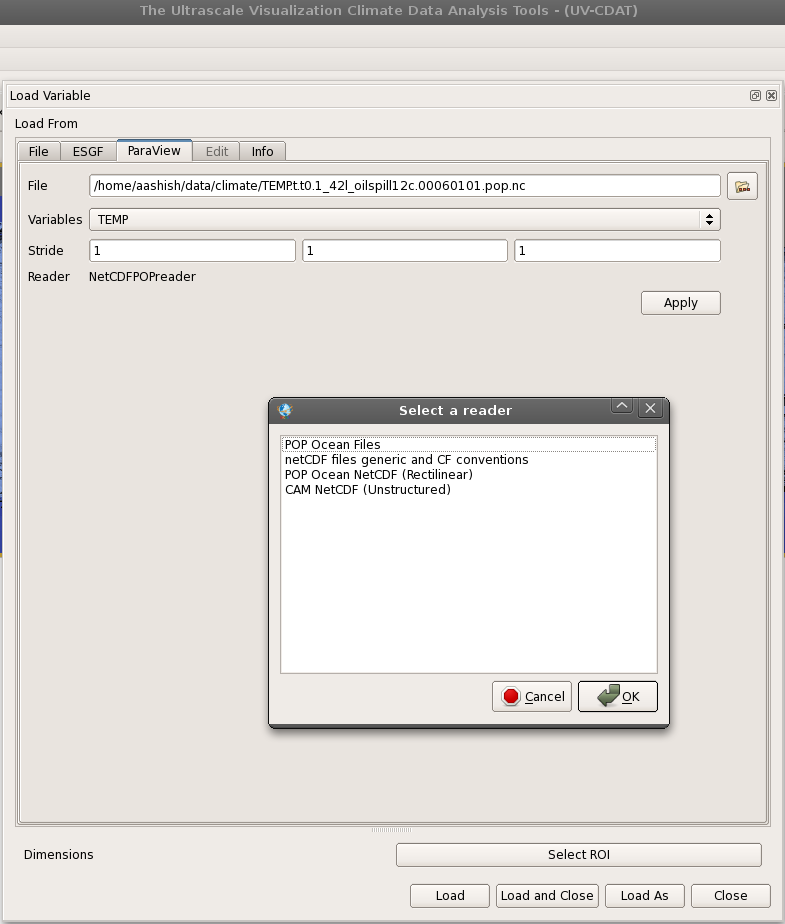 The Ultrascale Visualization Climate Data Analysis Tools - (UV-CDAT)
Load Variable
Load From
File ESGF ParaView Edit Info
File /home/aashish/data/climate/TEMP.t.t0.1_42l_oilspill12c.00060101.pop.nc
Variables TEMP
Stride 1 1 1
Reader NetCDFPOPreader
Apply
Select a reader
POP Ocean Files
netCDF files generic and CF conventions
POP Ocean NetCDF (Rectilinear)
CAM NetCDF (Unstructured)
Cancel OK
Dimensions Select ROI
Load Load and Close Load As Close